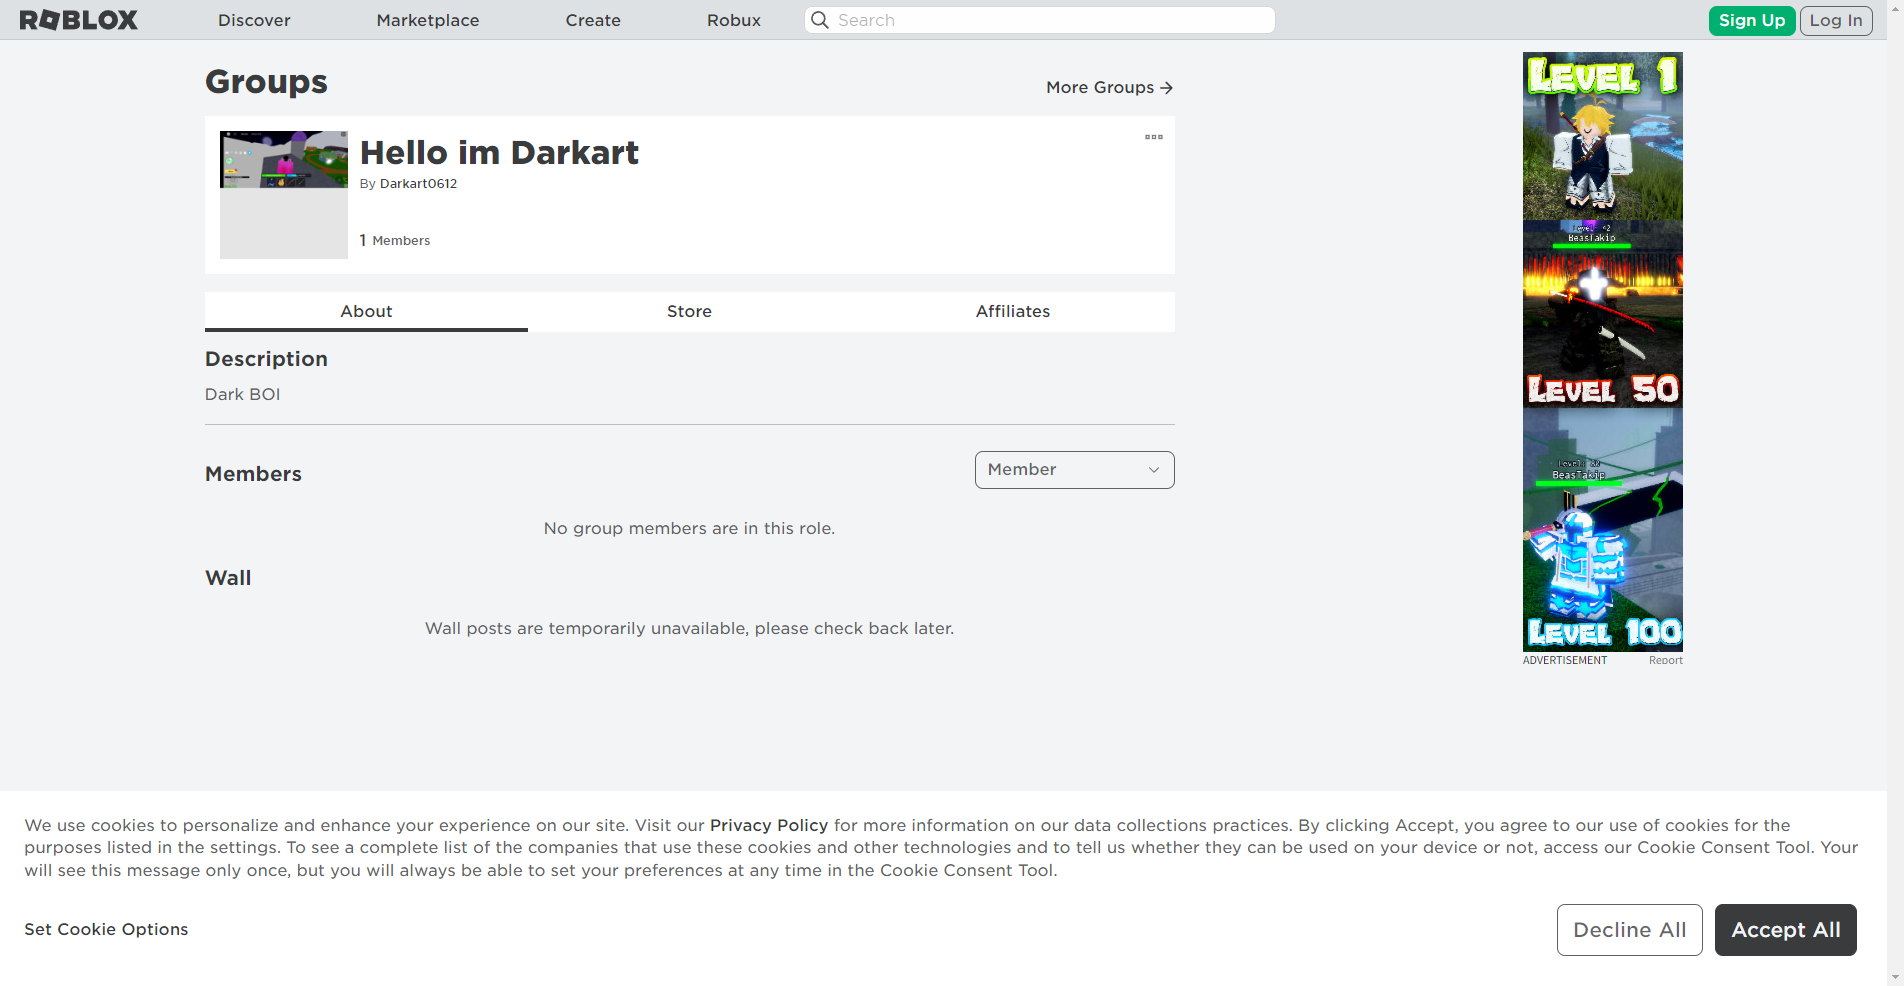 ROBLOX
Discover
Marketplace
Create
Robux
Search
Sign Up
Log In
Groups
More Groups
Hello im Darkart
By Darkart0612
1 Members
About
Store
Affiliates
Description
Dark BOI
Members
Member
No group members are in this role.
Wall
Wall posts are temporarily unavailable, please check back later.
LEVEL 1
BeasTakip
LEVEL 50
BeasTakip
LEVEL 100
ADVERTISEMENT
Report
We use cookies to personalize and enhance your experience on our site. Visit our Privacy Policy for more information on our data collections practices. By clicking Accept, you agree to our use of cookies for the
purposes listed in the settings. To see a complete list of the companies that use these cookies and other technologies and to tell us whether they can be used on your device or not, access our Cookie Consent Tool. Your
will see this message only once, but you will always be able to set your preferences at any time in the Cookie Consent Tool.
Set Cookie Options
Decline All
Accept All